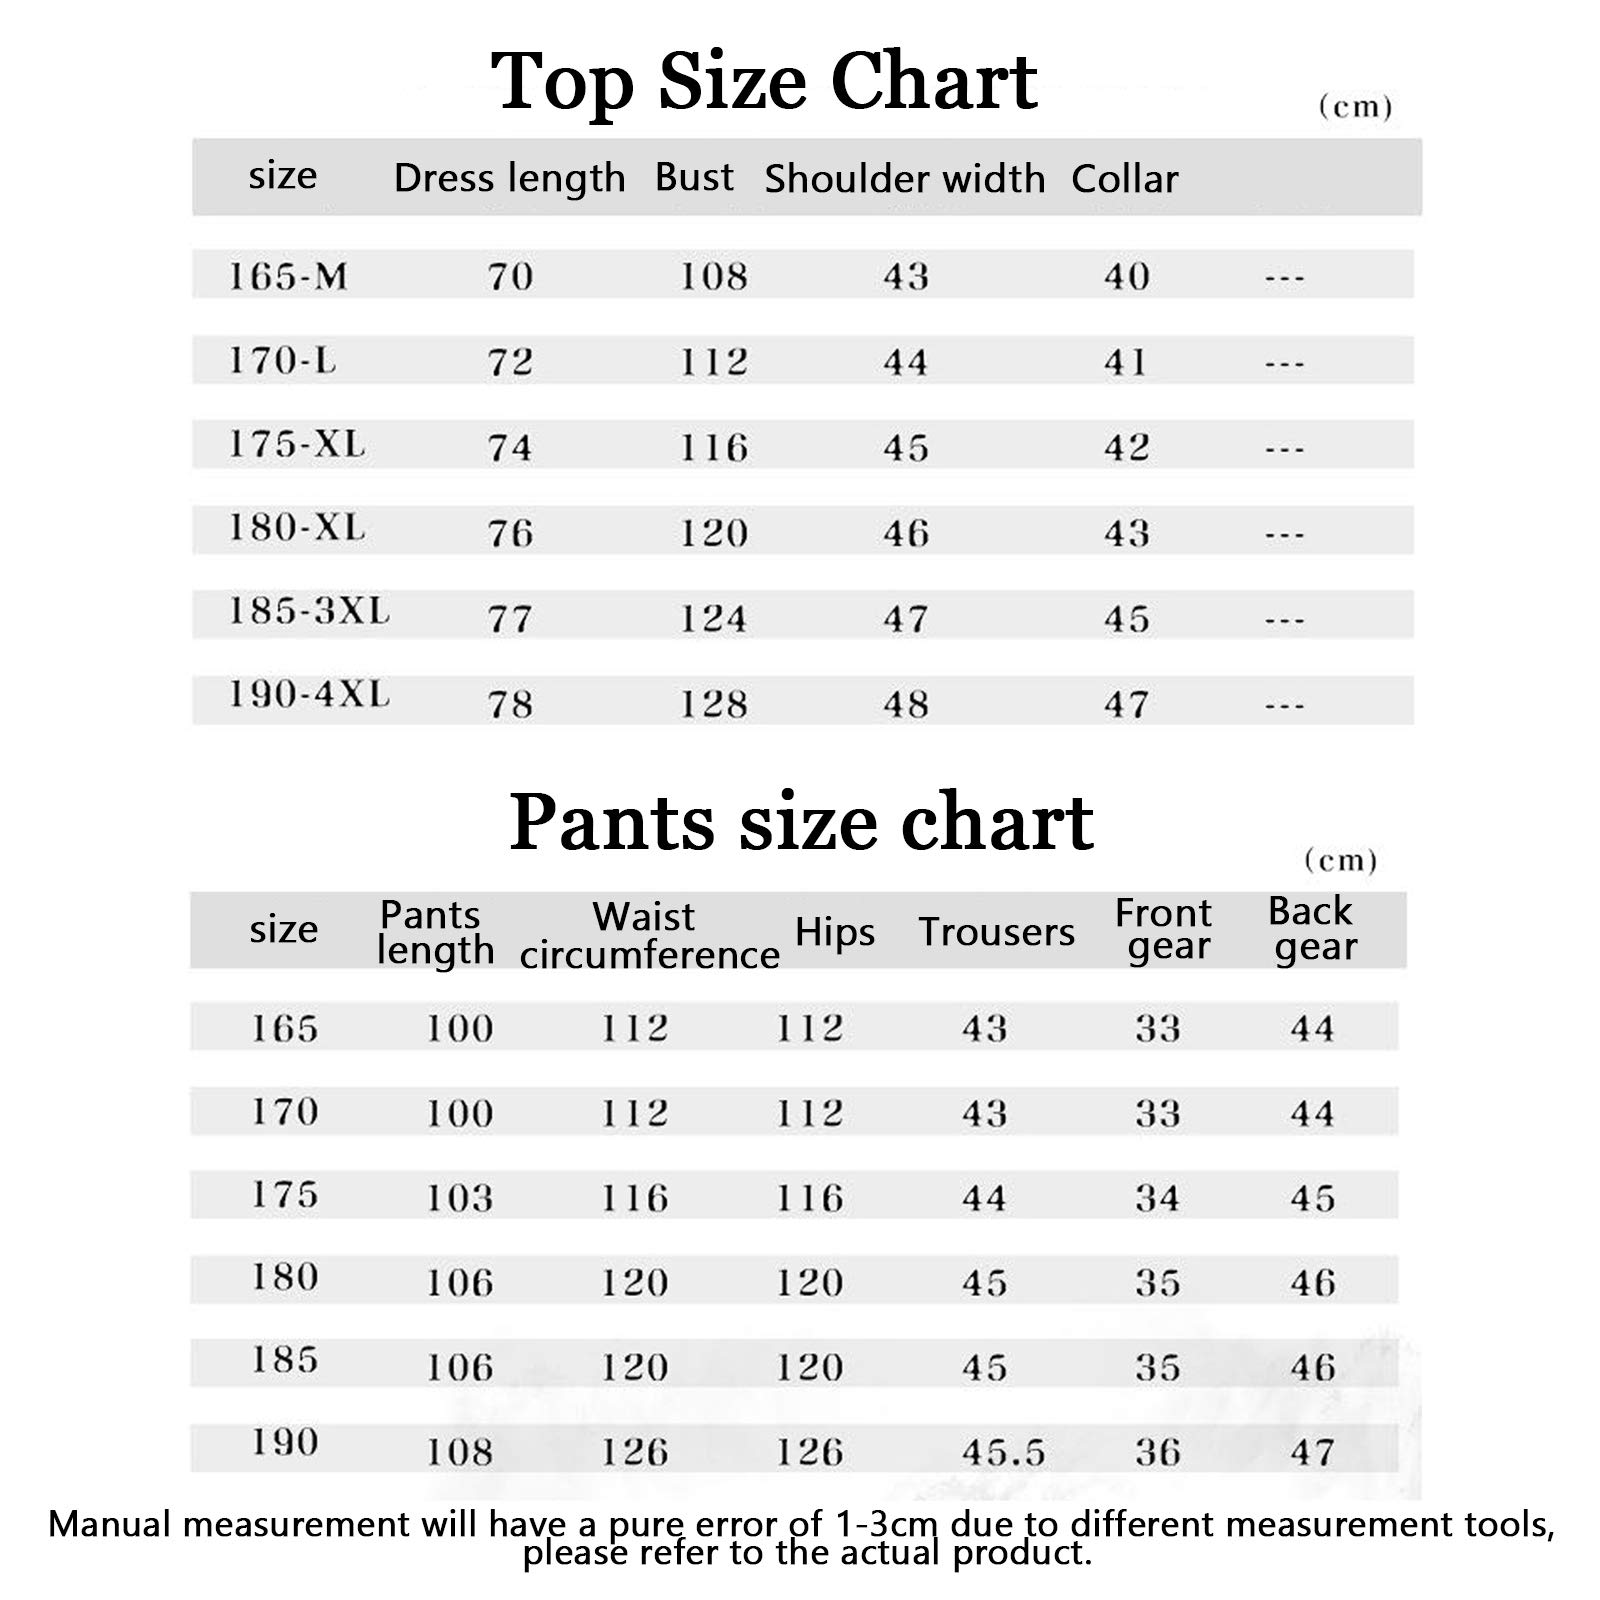 Top Size Chart
(cm)
size Dress length Bust Shoulder width Collar
165-M 70 108 43 40 ---
170-L 72 112 44 41 ---
175-XL 74 116 45 42 ---
180-XL 76 120 46 43 ---
185-3XL 77 124 47 45 ---
190-4XL 78 128 48 47 ---
Pants size chart
(cm)
size Pants length Waist circumference Hips Trousers Front gear Back gear
165 100 112 112 43 33 44
170 100 112 112 43 33 44
175 103 116 116 44 34 45
180 106 120 120 45 35 46
185 106 120 120 45 35 46
190 108 126 126 45.5 36 47
Manual measurement will have a pure error of 1-3cm due to different measurement tools,
please refer to the actual product.